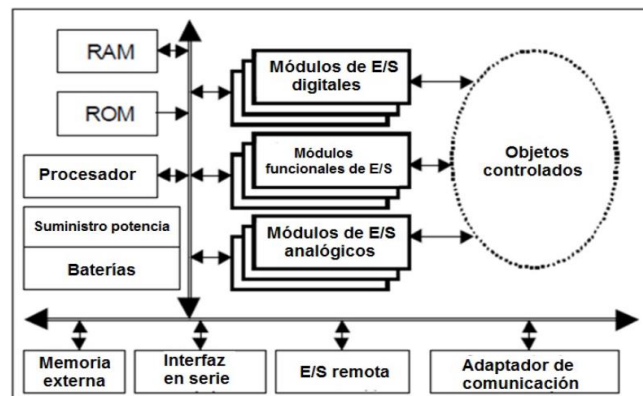 RAM
ROM
Procesador
Suministro potencia
Baterías
Módulos de E/S
digitales
Módulos
funcionales de E/S
Módulos de E/S
analógicos
Objetos
controlados
Memoria
externa
Interfaz
en serie
E/S remota
Adaptador de
comunicación